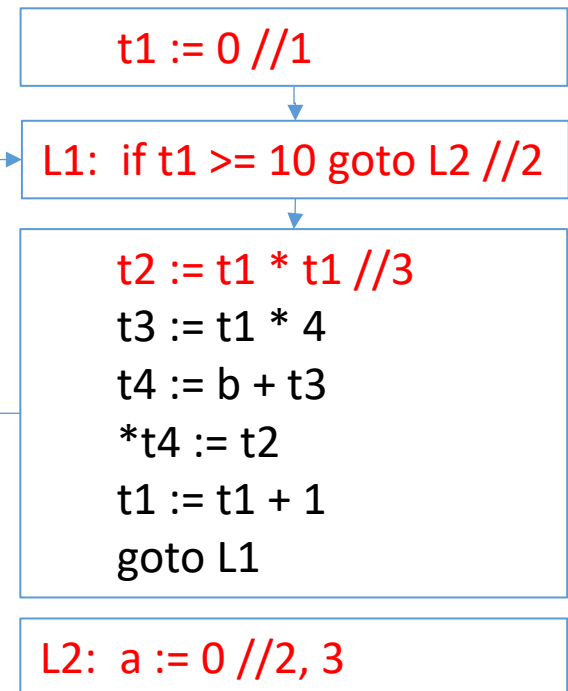 t1 := 0 //1
L1: if t1 >= 10 goto L2 //2
t2 := t1 * t1 //3
t3 := t1 * 4
t4 := b + t3
*t4 := t2
t1 := t1 + 1
goto L1
L2: a := 0 //2, 3